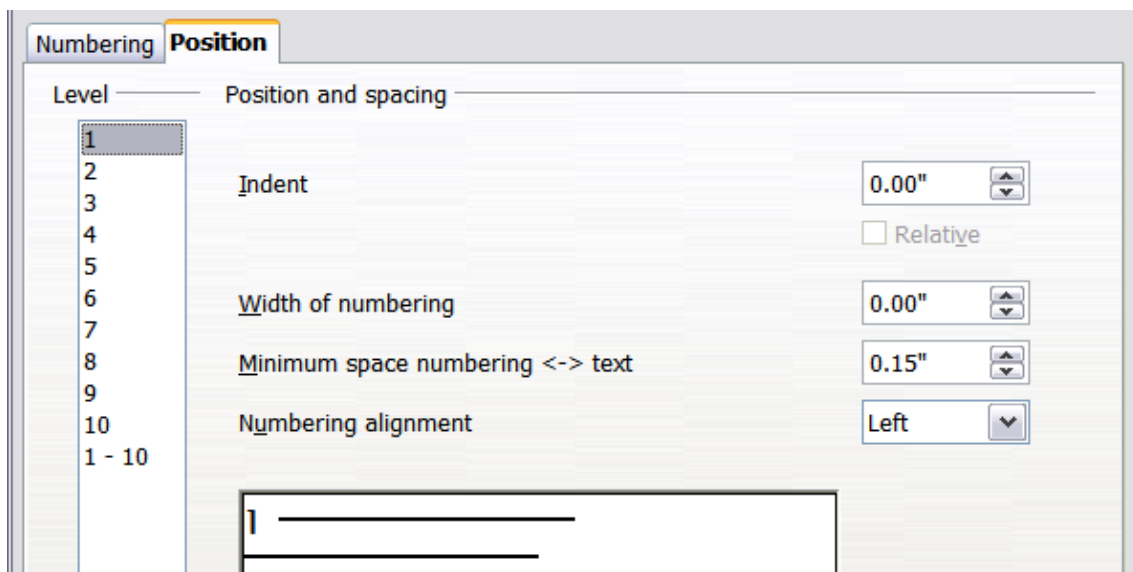 Numbering Position
Level Position and spacing
1
2
3
4
5
6
7
8
9
10
1 - 10
Indent 0.00"
Relative
Width of numbering 0.00"
Minimum space numbering <-> text 0.15"
Numbering alignment Left
1